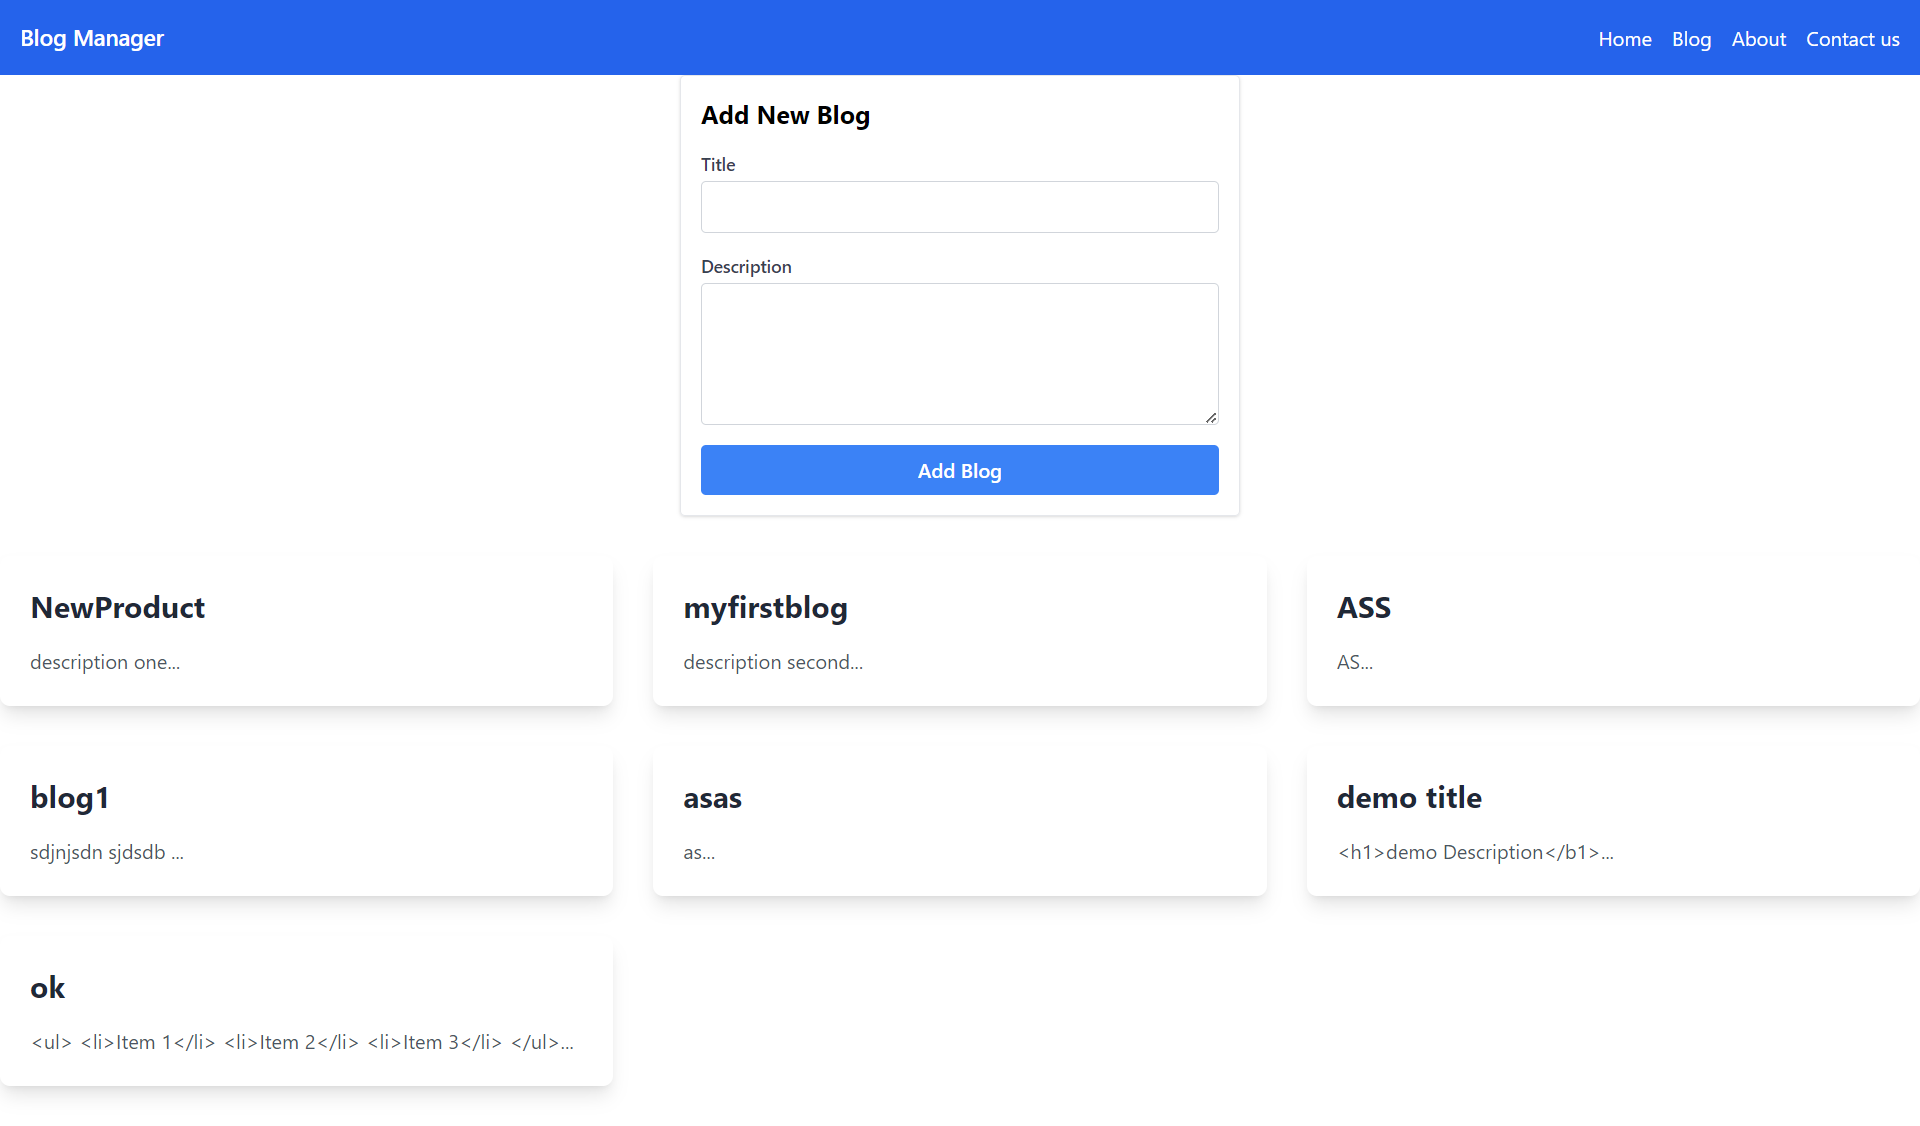 Blog Manager
Home Blog About Contact us
Add New Blog
Title
Description
Add Blog
NewProduct
description one...
myfirstblog
description second...
ASS
AS...
blog1
sdjnjsdn sjdsdb ...
asas
as...
demo title
<h1>demo Description</b1>...
ok
<ul> <li>Item 1</li> <li>Item 2</li> <li>Item 3</li> </ul>...